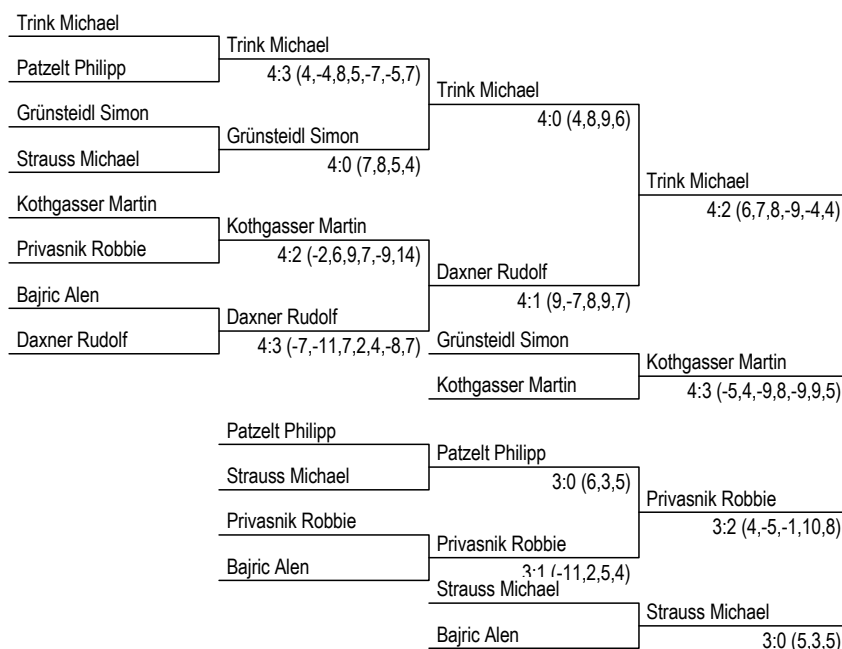 Trink Michael
Trink Michael
Patzelt Philipp
4:3 (4,-4,8,5,-7,-5,7)
Trink Michael
Grünsteidl Simon
4:0 (4,8,9,6)
Grünsteidl Simon
Strauss Michael
4:0 (7,8,5,4)
Trink Michael
Kothgasser Martin
4:2 (6,7,8,-9,-4,4)
Kothgasser Martin
Privasnik Robbie
4:2 (-2,6,9,7,-9,14)
Daxner Rudolf
Bajric Alen
4:1 (9,-7,8,9,7)
Daxner Rudolf
Daxner Rudolf
4:3 (-7,-11,7,2,4,-8,7)
Grünsteidl Simon
Kothgasser Martin
Kothgasser Martin
4:3 (-5,4,-9,8,-9,9,5)
Patzelt Philipp
Patzelt Philipp
Strauss Michael
3:0 (6,3,5)
Privasnik Robbie
Privasnik Robbie
3:2 (4,-5,-1,10,8)
Privasnik Robbie
Bajric Alen
3:1 (-11,2,5,4)
Strauss Michael
Strauss Michael
Bajric Alen
3:0 (5,3,5)